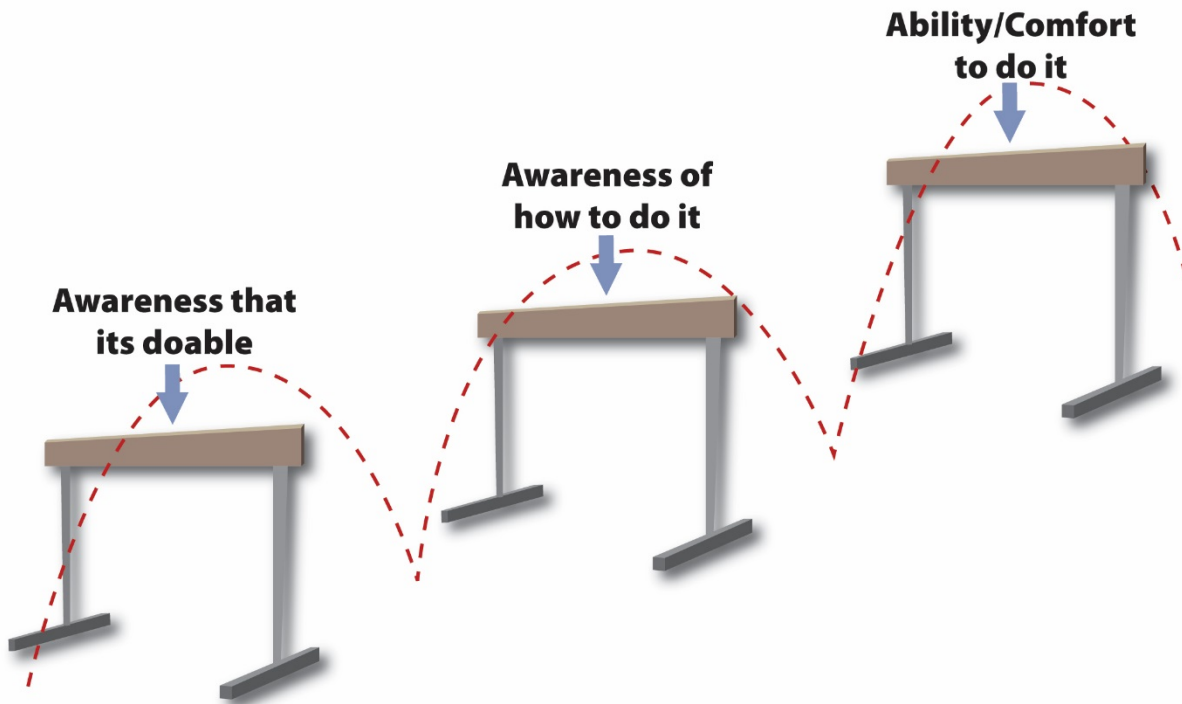 Awareness that
its doable
Awareness of
how to do it
Ability/Comfort
to do it